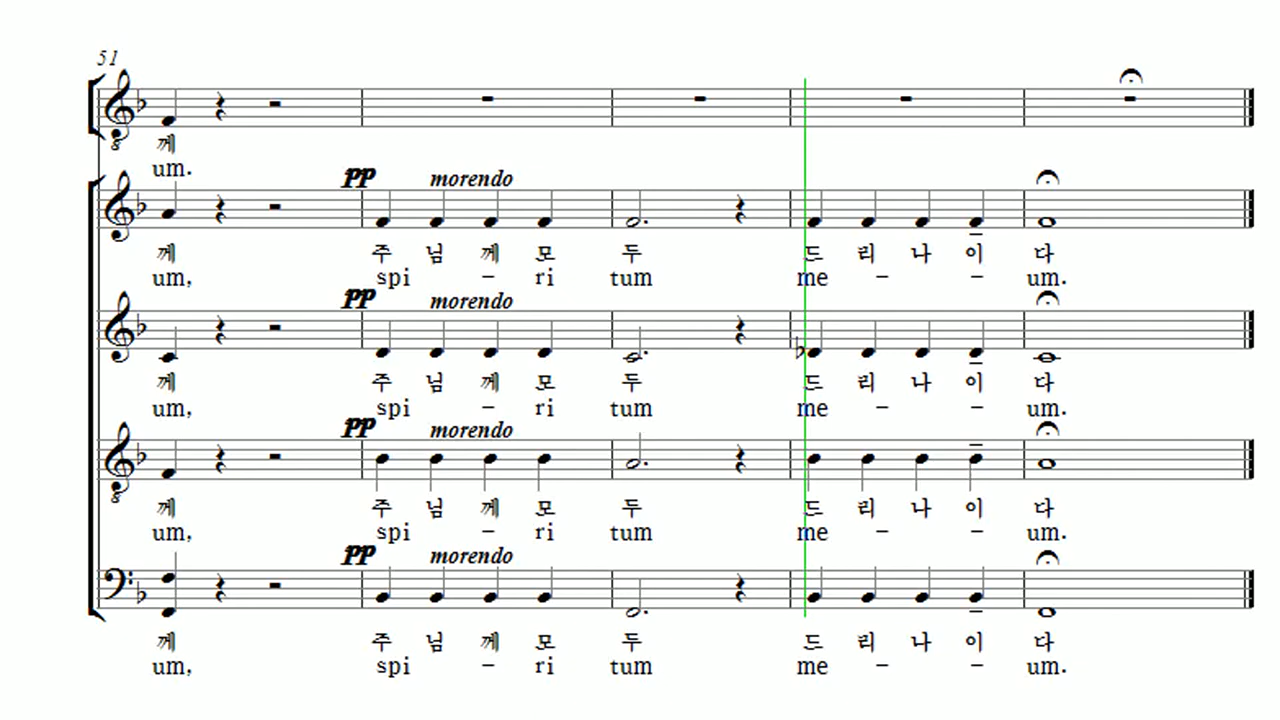 51
께
um.
pp morendo
께 주 님 께 모 두 드 리 나 이 다
um, spi - ri tum me - - um.
pp morendo
께 주 님 께 모 두 드 리 나 이 다
um, spi - ri tum me - - um.
pp morendo
께 주 님 께 모 두 드 리 나 이 다
um, spi - ri tum me - - um.
pp morendo
께 주 님 께 모 두 드 리 나 이 다
um, spi - ri tum me - - um.